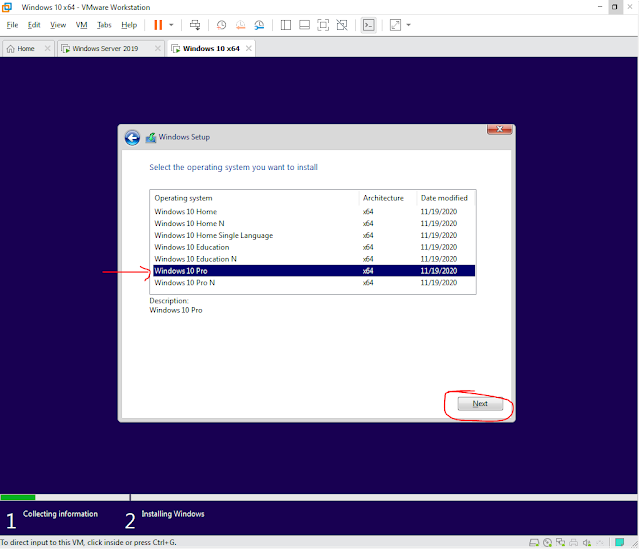 Windows 10 x64 - VMware Workstation
File Edit View VM Tabs Help
Home Windows Server 2019 Windows 10 x64
Windows Setup
Select the operating system you want to install
Operating system Architecture Date modified
Windows 10 Home x64 11/19/2020
Windows 10 Home N x64 11/19/2020
Windows 10 Home Single Language x64 11/19/2020
Windows 10 Education x64 11/19/2020
Windows 10 Education N x64 11/19/2020
Windows 10 Pro x64 11/19/2020
Windows 10 Pro N x64 11/19/2020
Description:
Windows 10 Pro
Next
1 Collecting information 2 Installing Windows
To direct input to this VM, click inside or press Ctrl+G.